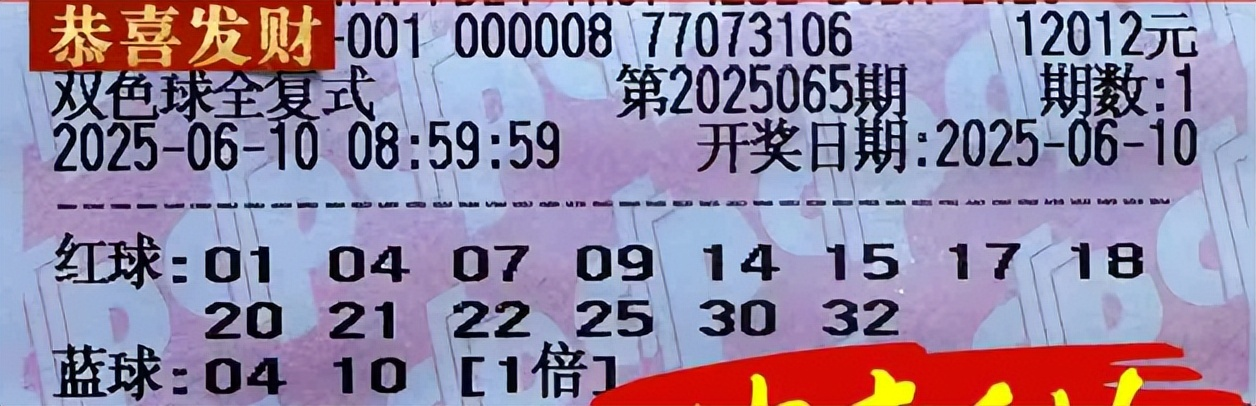 恭喜发财
-001 000008 77073106 12012元
双色球全复式 第2025065期 期数:1
2025-06-10 08:59:59 开奖日期:2025-06-10
红球:01 04 07 09 14 15 17 18
20 21 22 25 30 32
蓝球:04 10 [1倍]